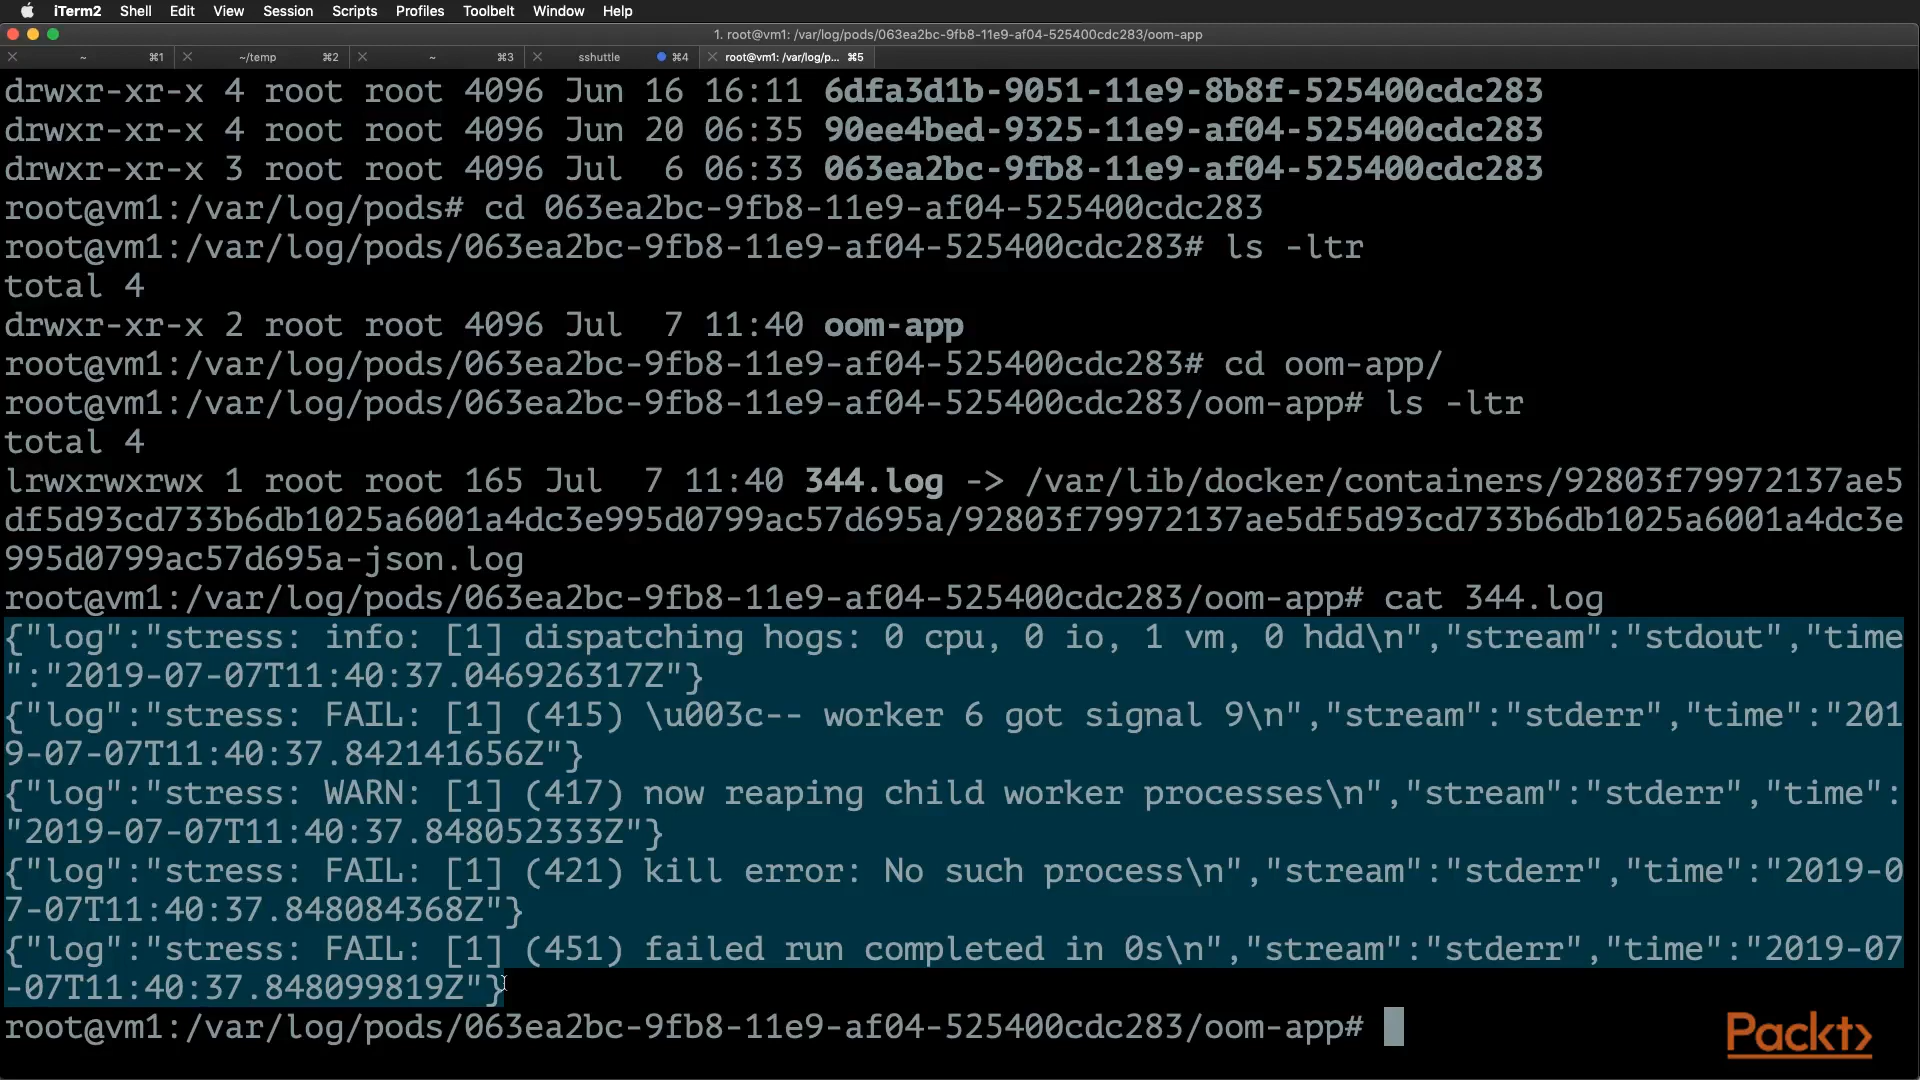 iTerm2 Shell Edit View Session Scripts Profiles Toolbelt Window Help
1. root@vm1: /var/log/pods/063ea2bc-9fb8-11e9-af04-525400cdc283/oom-app
~ ⌘1 ~/temp ⌘2 ~ ⌘3 sshuttle ⌘4 root@vm1: /var/log/p... ⌘5
drwxr-xr-x 4 root root 4096 Jun 16 16:11 6dfa3d1b-9051-11e9-8b8f-525400cdc283
drwxr-xr-x 4 root root 4096 Jun 20 06:35 90ee4bed-9325-11e9-af04-525400cdc283
drwxr-xr-x 3 root root 4096 Jul  6 06:33 063ea2bc-9fb8-11e9-af04-525400cdc283
root@vm1:/var/log/pods# cd 063ea2bc-9fb8-11e9-af04-525400cdc283
root@vm1:/var/log/pods/063ea2bc-9fb8-11e9-af04-525400cdc283# ls -ltr
total 4
drwxr-xr-x 2 root root 4096 Jul  7 11:40 oom-app
root@vm1:/var/log/pods/063ea2bc-9fb8-11e9-af04-525400cdc283# cd oom-app/
root@vm1:/var/log/pods/063ea2bc-9fb8-11e9-af04-525400cdc283/oom-app# ls -ltr
total 4
lrwxrwxrwx 1 root root 165 Jul  7 11:40 344.log -> /var/lib/docker/containers/92803f79972137ae5
df5d93cd733b6db1025a6001a4dc3e995d0799ac57d695a/92803f79972137ae5df5d93cd733b6db1025a6001a4dc3e
995d0799ac57d695a-json.log
root@vm1:/var/log/pods/063ea2bc-9fb8-11e9-af04-525400cdc283/oom-app# cat 344.log
{"log":"stress: info: [1] dispatching hogs: 0 cpu, 0 io, 1 vm, 0 hdd\n","stream":"stdout","time
":"2019-07-07T11:40:37.046926317Z"}
{"log":"stress: FAIL: [1] (415) \u003c-- worker 6 got signal 9\n","stream":"stderr","time":"201
9-07-07T11:40:37.842141656Z"}
{"log":"stress: WARN: [1] (417) now reaping child worker processes\n","stream":"stderr","time":
"2019-07-07T11:40:37.848052333Z"}
{"log":"stress: FAIL: [1] (421) kill error: No such process\n","stream":"stderr","time":"2019-0
7-07T11:40:37.848084368Z"}
{"log":"stress: FAIL: [1] (451) failed run completed in 0s\n","stream":"stderr","time":"2019-07
-07T11:40:37.848099819Z"}
root@vm1:/var/log/pods/063ea2bc-9fb8-11e9-af04-525400cdc283/oom-app#
Packt>